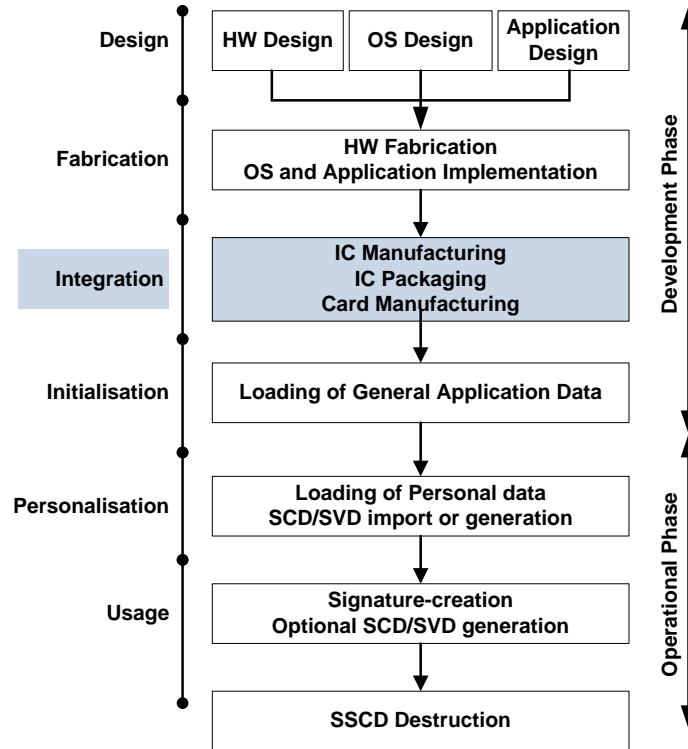 Design
HW Design
OS Design
Application
Design
Fabrication
HW Fabrication
OS and Application Implementation
Integration
IC Manufacturing
IC Packaging
Card Manufacturing
Initialisation
Loading of General Application Data
Development Phase
Personalisation
Loading of Personal data
SCD/SVD import or generation
Usage
Signature-creation
Optional SCD/SVD generation
SSCD Destruction
Operational Phase